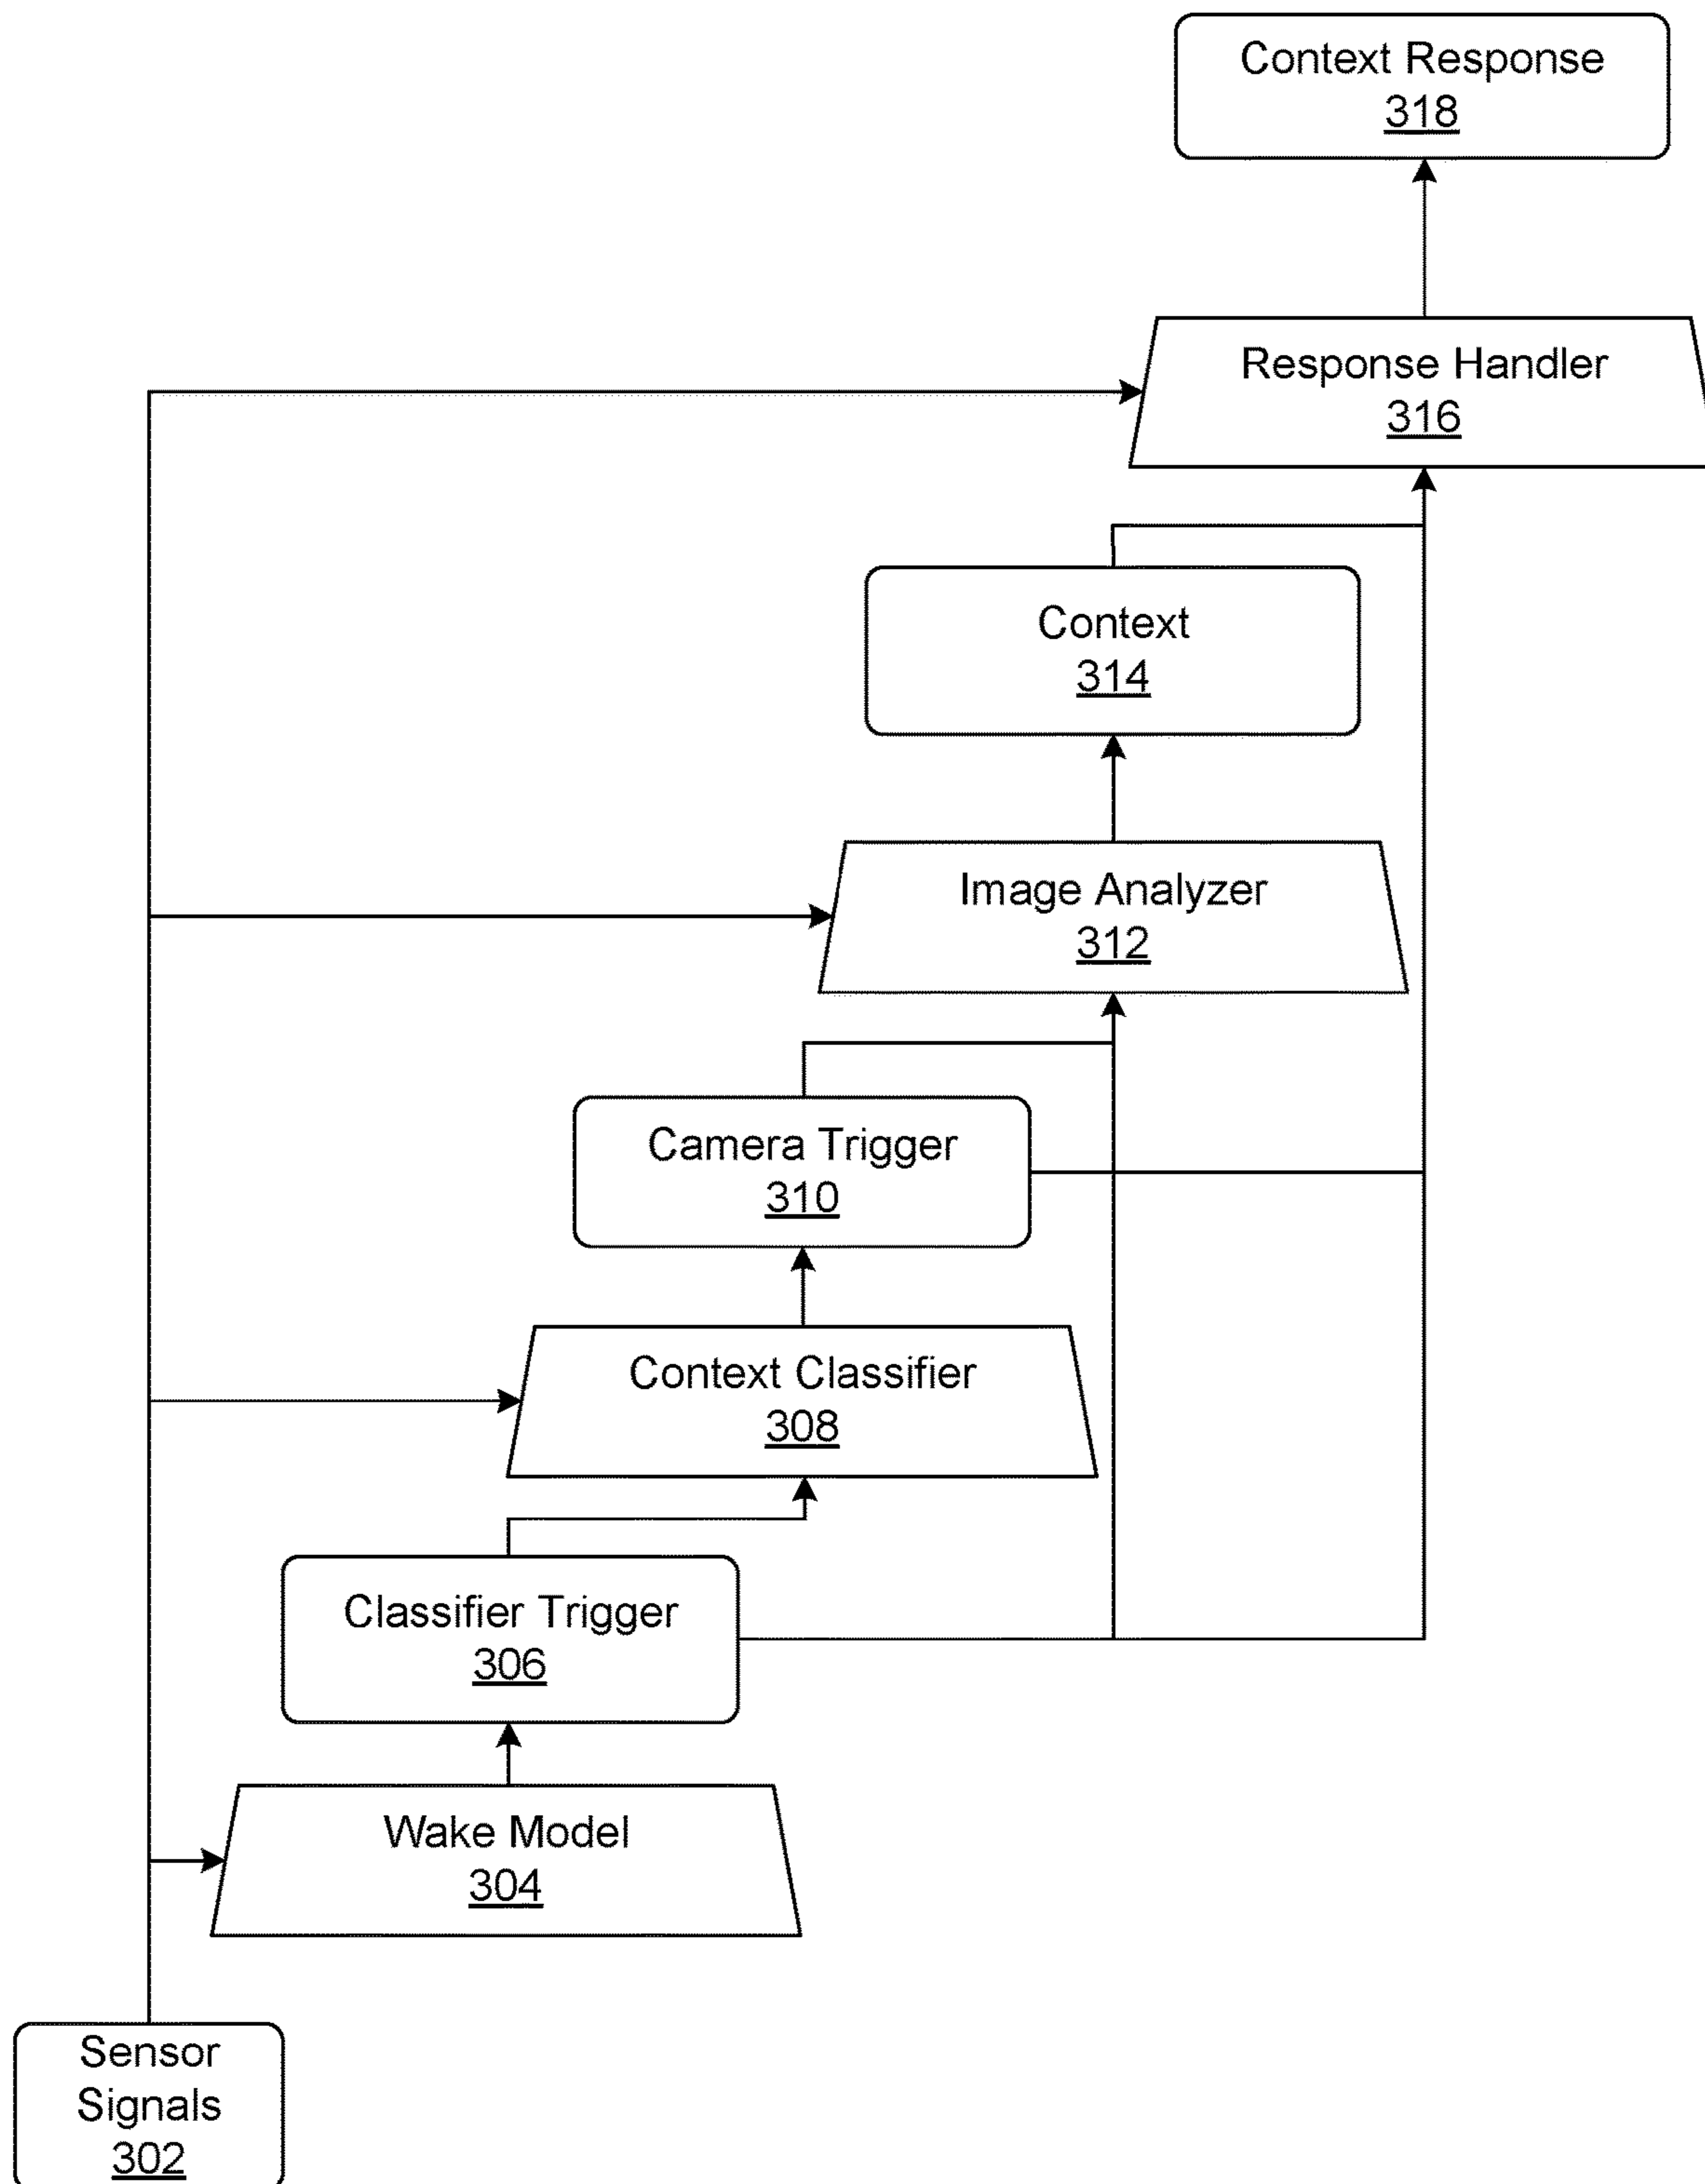 Context Response
318
Response Handler
316
Context
314
Image Analyzer
312
Camera Trigger
310
Context Classifier
308
Classifier Trigger
306
Wake Model
304
Sensor
Signals
302